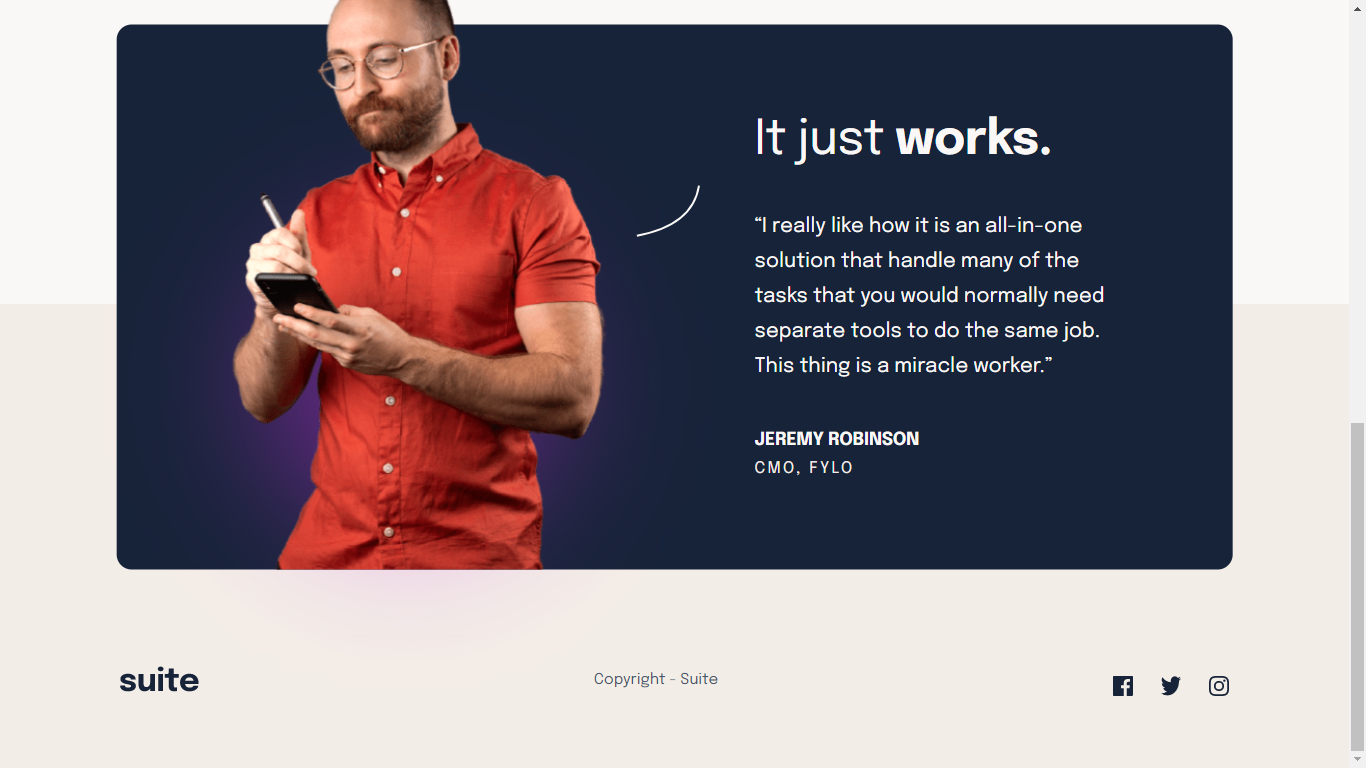 It just works.
“I really like how it is an all-in-one
solution that handle many of the
tasks that you would normally need
separate tools to do the same job.
This thing is a miracle worker.”
JEREMY ROBINSON
CMO, FYLO
suite
Copyright - Suite